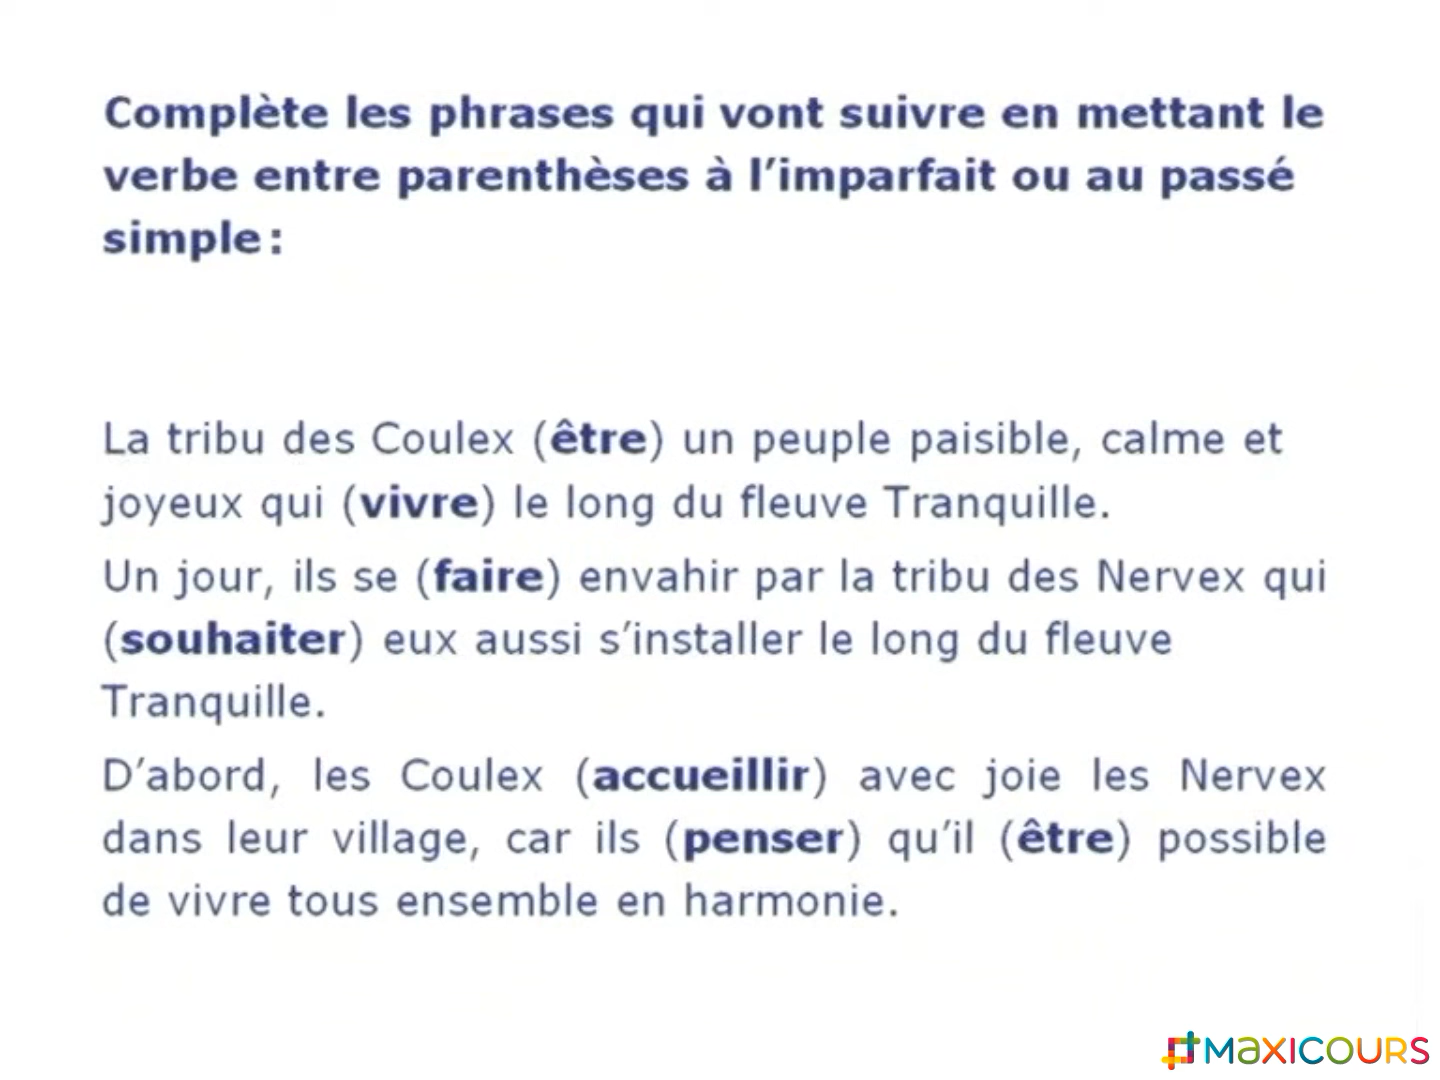 Complète les phrases qui vont suivre en mettant le
verbe entre parenthèses à l’imparfait ou au passé
simple :
La tribu des Coulex (être) un peuple paisible, calme et
joyeux qui (vivre) le long du fleuve Tranquille.
Un jour, ils se (faire) envahir par la tribu des Nervex qui
(souhaiter) eux aussi s’installer le long du fleuve
Tranquille.
D’abord, les Coulex (accueillir) avec joie les Nervex
dans leur village, car ils (penser) qu’il (être) possible
de vivre tous ensemble en harmonie.
MAXICOURS